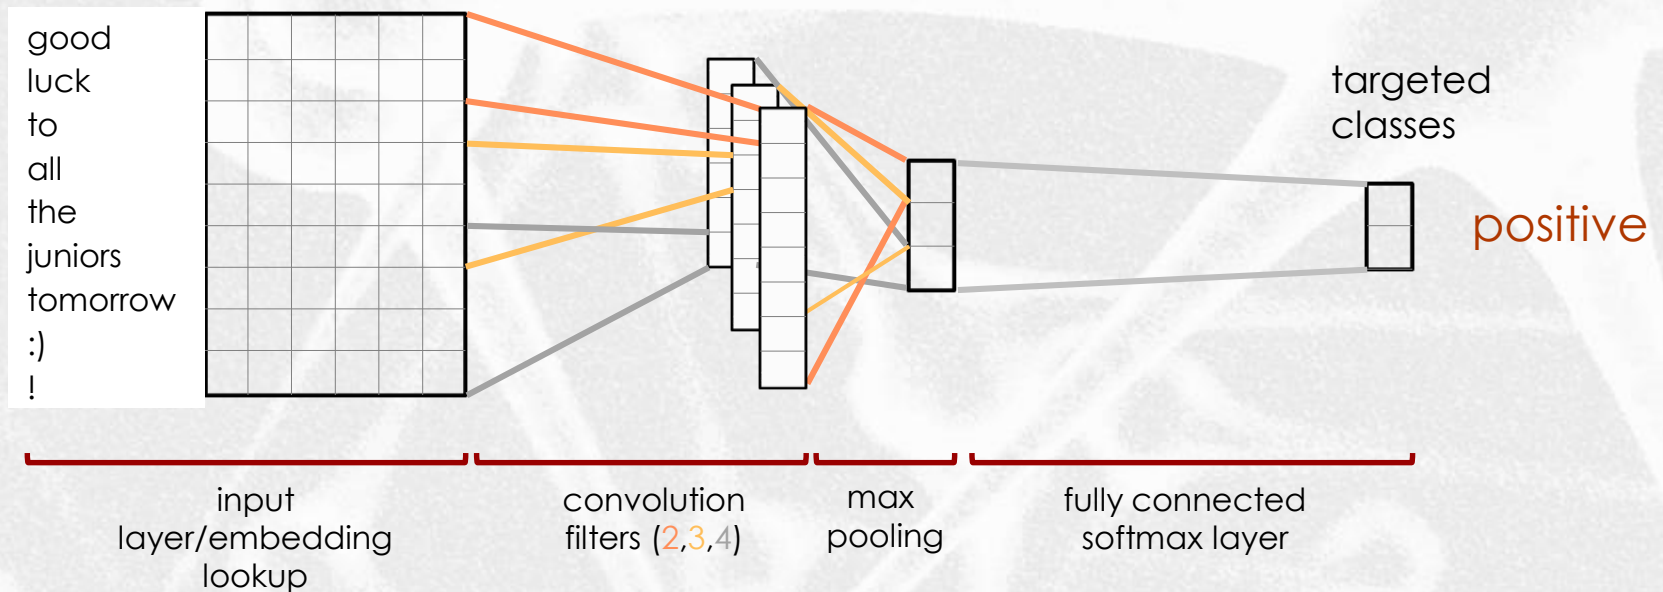 good
luck
to
all
the
juniors
tomorrow
:)
!
targeted
classes
positive
input
layer/embedding
lookup
convolution
filters (2,3,4)
max
pooling
fully connected
softmax layer